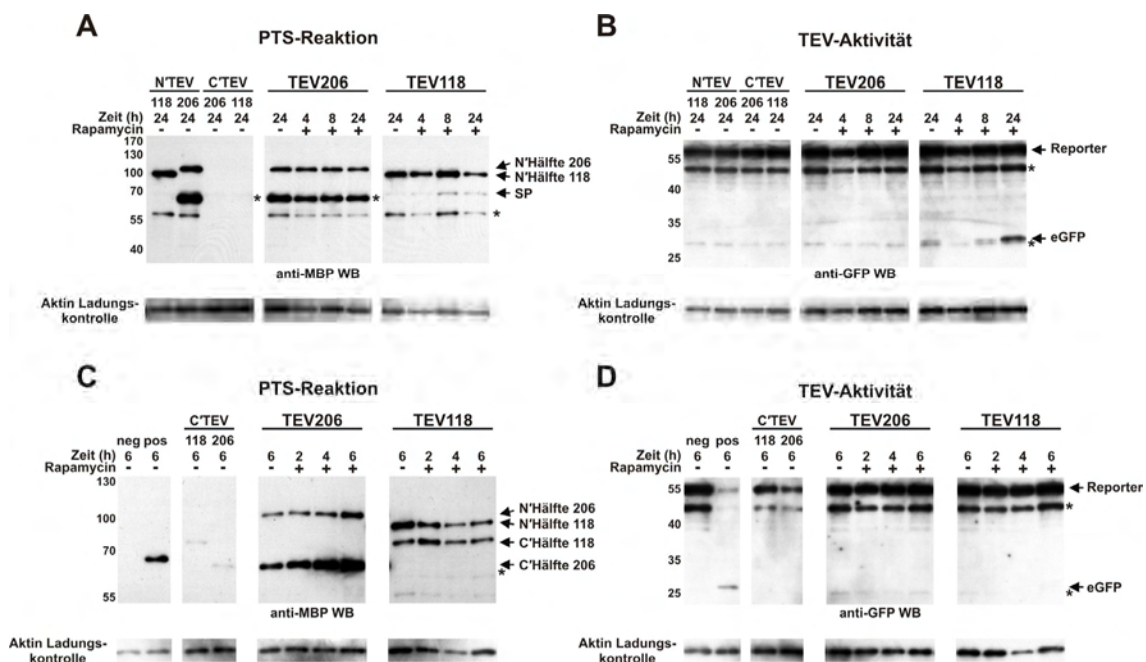 A
PTS-Reaktion
N'TEV C'TEV TEV206 TEV118
118 206 206 118
Zeit (h) 24 24 24 24 24 4 8 24 24 4 8 24
Rapamycin - - - - - + + + - + + +
170
130
100
70
55
40
N'Hälfte 206
N'Hälfte 118
SP
*
*
*
anti-MBP WB
Aktin Ladungs-
kontrolle
B
TEV-Aktivität
N'TEV C'TEV TEV206 TEV118
118 206 206 118
Zeit (h) 24 24 24 24 24 4 8 24 24 4 8 24
Rapamycin - - - - - + + + - + + +
55
40
35
25
Reporter
*
eGFP
*
anti-GFP WB
Aktin Ladungs-
kontrolle
C
PTS-Reaktion
C'TEV TEV206 TEV118
neg pos 118 206
Zeit (h) 6 6 6 6 6 2 4 6 6 2 4 6
Rapamycin - - - - - + + + - + + +
130
100
70
55
N'Hälfte 206
N'Hälfte 118
C'Hälfte 118
C'Hälfte 206
*
anti-MBP WB
Aktin Ladungs-
kontrolle
D
TEV-Aktivität
C'TEV TEV206 TEV118
neg pos 118 206
Zeit (h) 6 6 6 6 6 2 4 6 6 2 4 6
Rapamycin - - - - - + + + - + + +
55
40
35
25
Reporter
*
eGFP
*
anti-GFP WB
Aktin Ladungs-
kontrolle